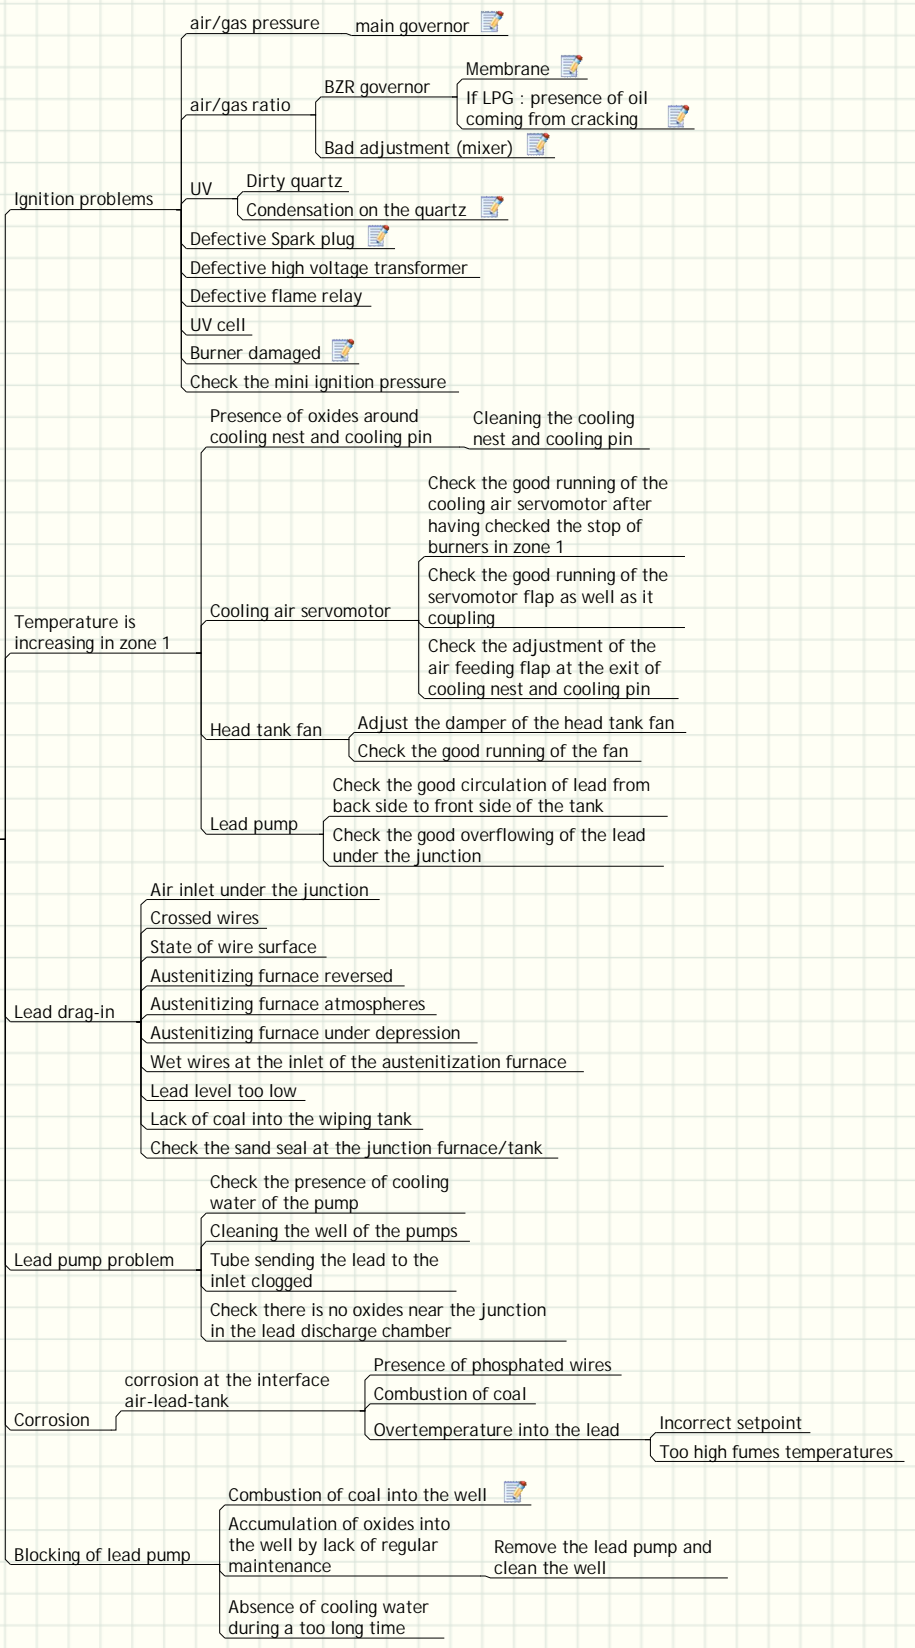 air/gas pressure
main governor
Membrane
BZR governor
If LPG : presence of oil
coming from cracking
air/gas ratio
Bad adjustment (mixer)
Dirty quartz
UV
Condensation on the quartz
Ignition problems
Defective Spark plug
Defective high voltage transformer
Defective flame relay
UV cell
Burner damaged
Check the mini ignition pressure
Presence of oxides around
cooling nest and cooling pin
Cleaning the cooling
nest and cooling pin
Check the good running of the
cooling air servomotor after
having checked the stop of
burners in zone 1
Check the good running of the
servomotor flap as well as it
coupling
Cooling air servomotor
Check the adjustment of the
air feeding flap at the exit of
cooling nest and cooling pin
Temperature is
increasing in zone 1
Head tank fan
Adjust the damper of the head tank fan
Check the good running of the fan
Check the good circulation of lead from
back side to front side of the tank
Lead pump
Check the good overflowing of the lead
under the junction
Air inlet under the junction
Crossed wires
State of wire surface
Austenitizing furnace reversed
Austenitizing furnace atmospheres
Lead drag-in
Austenitizing furnace under depression
Wet wires at the inlet of the austenitization furnace
Lead level too low
Lack of coal into the wiping tank
Check the sand seal at the junction furnace/tank
Check the presence of cooling
water of the pump
Cleaning the well of the pumps
Lead pump problem
Tube sending the lead to the
inlet clogged
Check there is no oxides near the junction
in the lead discharge chamber
Presence of phosphated wires
corrosion at the interface
air-lead-tank
Combustion of coal
Corrosion
Overtemperature into the lead
Incorrect setpoint
Too high fumes temperatures
Combustion of coal into the well
Accumulation of oxides into
the well by lack of regular
maintenance
Remove the lead pump and
clean the well
Blocking of lead pump
Absence of cooling water
during a too long time